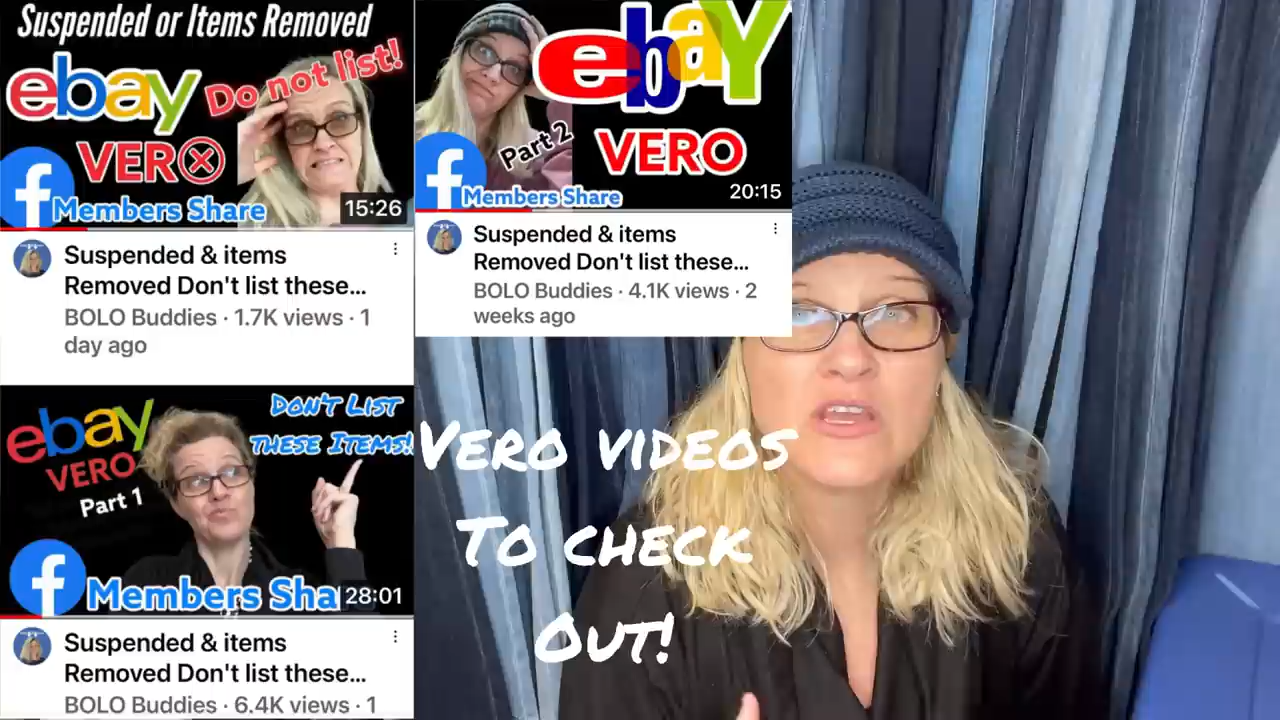 Suspended or Items Removed
ebay
Do not list!
VER
f
Members Share
15:26
Suspended & items
Removed Don't list these...
BOLO Buddies · 1.7K views · 1
day ago
ebay
Part 2
VERO
f
Members Share
20:15
Suspended & items
Removed Don't list these...
BOLO Buddies · 4.1K views · 2
weeks ago
ebay
VERO
Part 1
DON'T LIST
THESE ITEMS!
f
Members Sha
28:01
Suspended & items
Removed Don't list these...
BOLO Buddies · 6.4K views · 1
VERO VIDEOS
TO CHECK
OUT!